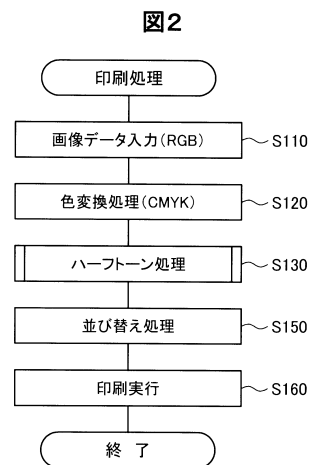 図2
印刷処理
画像データ入力(RGB) S110
色変換処理(CMYK) S120
ハーフトーン処理 S130
並び替え処理 S150
印刷実行 S160
終 了